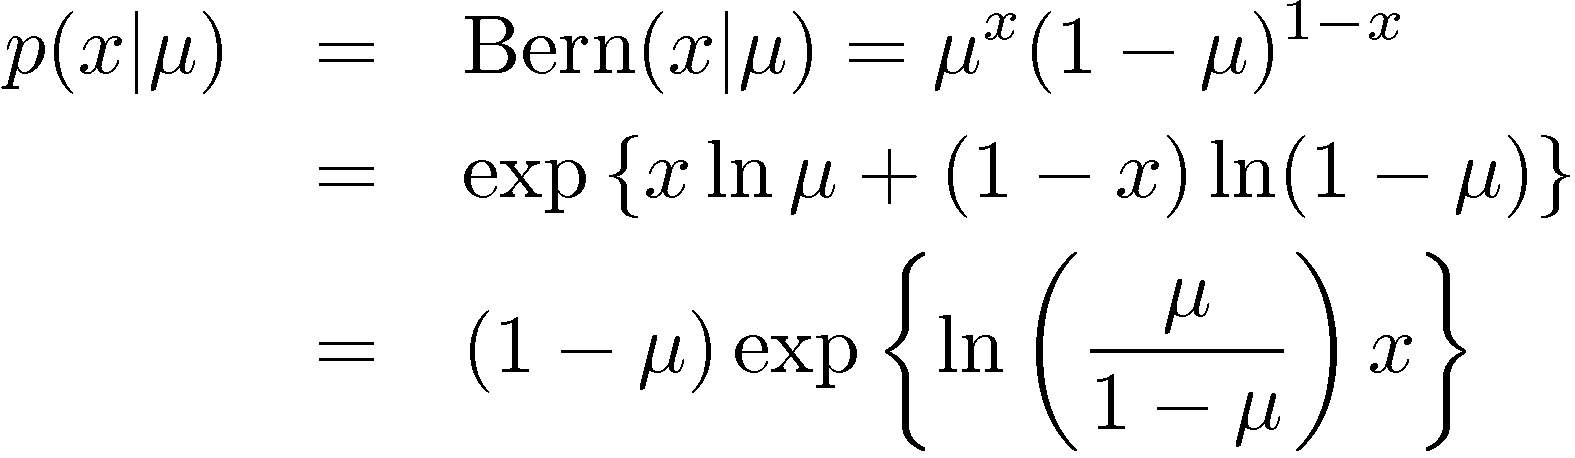 p(x|μ) = Bern(x|μ) = μ^x(1 − μ)^{1−x}
= exp {x ln μ + (1 − x) ln(1 − μ)}
= (1 − μ) exp { ln ( μ / (1 − μ) ) x }